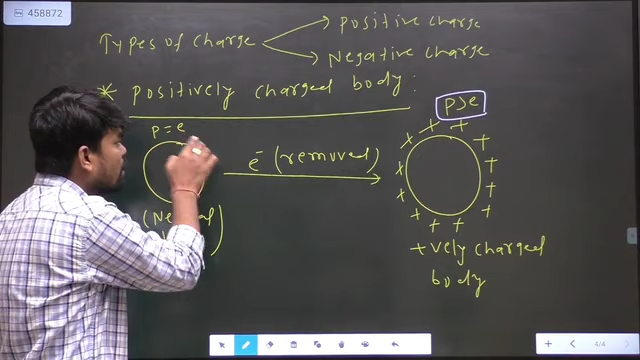 458872
Types of charge
Positive charge
Negative charge
* Positively charged body:
P = e
e⁻ (removed)
P>e
+ + + + + + + + + + + +
+vely charged
body
4/4